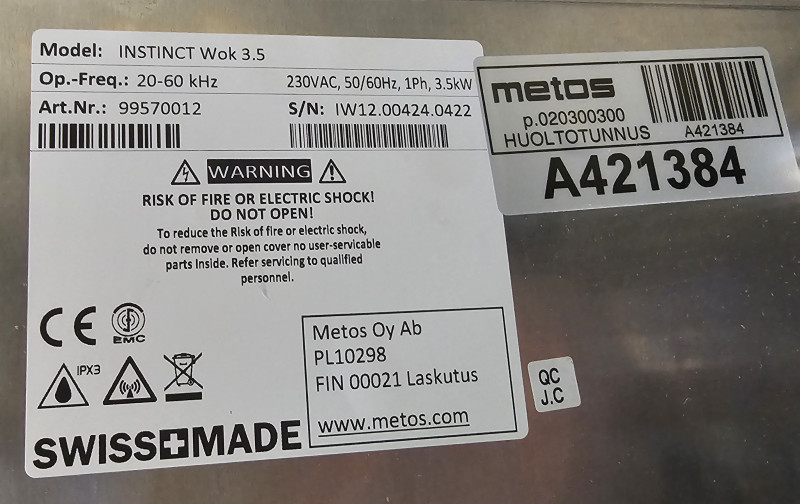 Model: INSTINCT Wok 3.5
Op.-Freq.: 20-60 kHz 230VAC, 50/60Hz, 1Ph, 3.5kW
Art.Nr.: 99570012 S/N: IW12.00424.0422
WARNING
RISK OF FIRE OR ELECTRIC SHOCK!
DO NOT OPEN!
To reduce the Risk of fire or electric shock,
do not remove or open cover no user-servicable
parts Inside. Refer servicing to qualified
personnel.
CE EMC
IPX3
SWISS MADE
Metos Oy Ab
PL10298
FIN 00021 Laskutus
www.metos.com
metos
p.020300300
HUOLTOTUNNUS A421384
A421384
QC
J.C